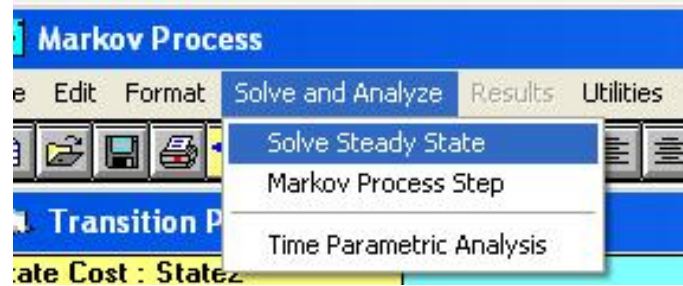 Markov Process
e Edit Format Solve and Analyze Results Utilities
Solve Steady State
Markov Process Step
Transition P
Time Parametric Analysis
tate Cost : State2